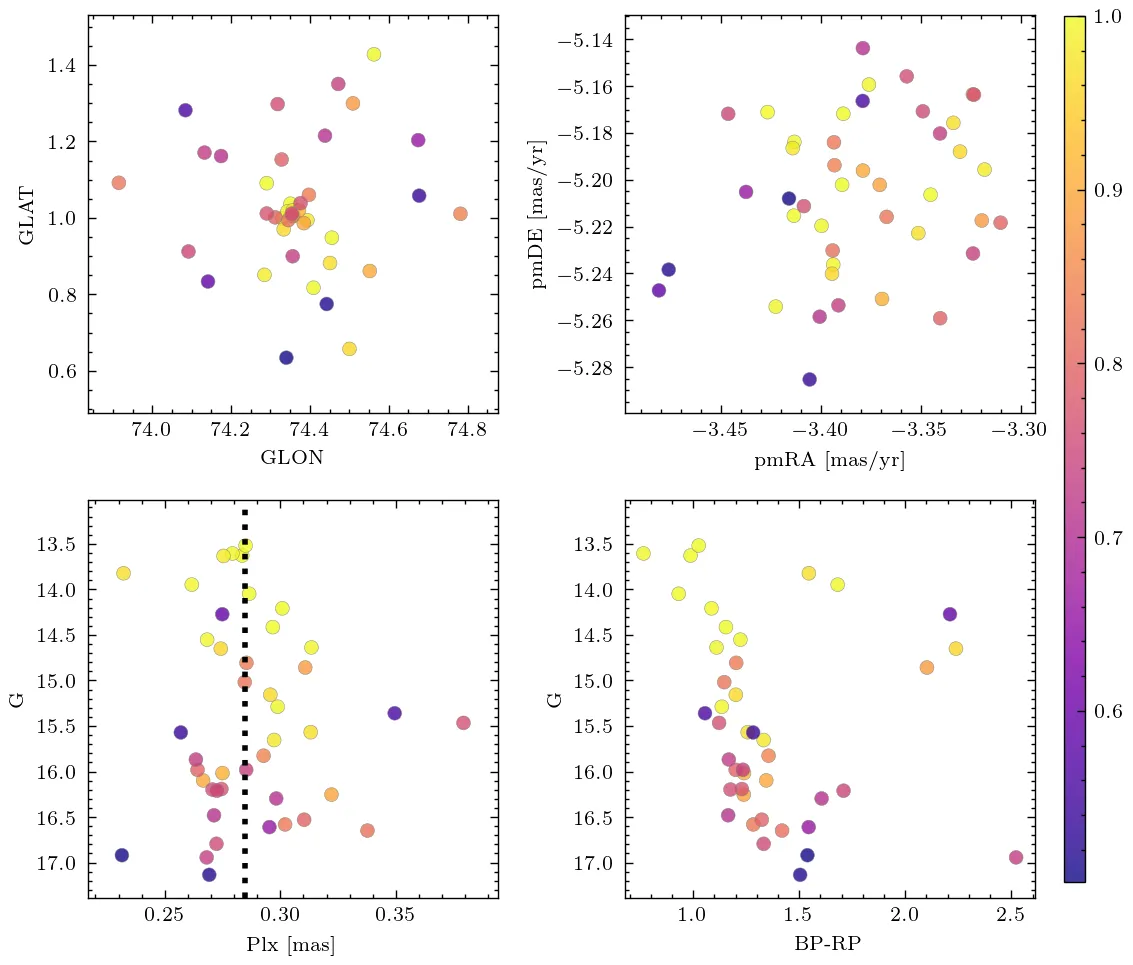 1.4
1.2
1.0
0.8
0.6
GLAT
74.0 74.2 74.4 74.6 74.8
GLON
−5.14
−5.16
−5.18
−5.20
−5.22
−5.24
−5.26
−5.28
pmDE [mas/yr]
−3.45 −3.40 −3.35 −3.30
pmRA [mas/yr]
13.5
14.0
14.5
15.0
15.5
16.0
16.5
17.0
G
0.25 0.30 0.35
Plx [mas]
13.5
14.0
14.5
15.0
15.5
16.0
16.5
17.0
G
1.0 1.5 2.0 2.5
BP-RP
1.0
0.9
0.8
0.7
0.6